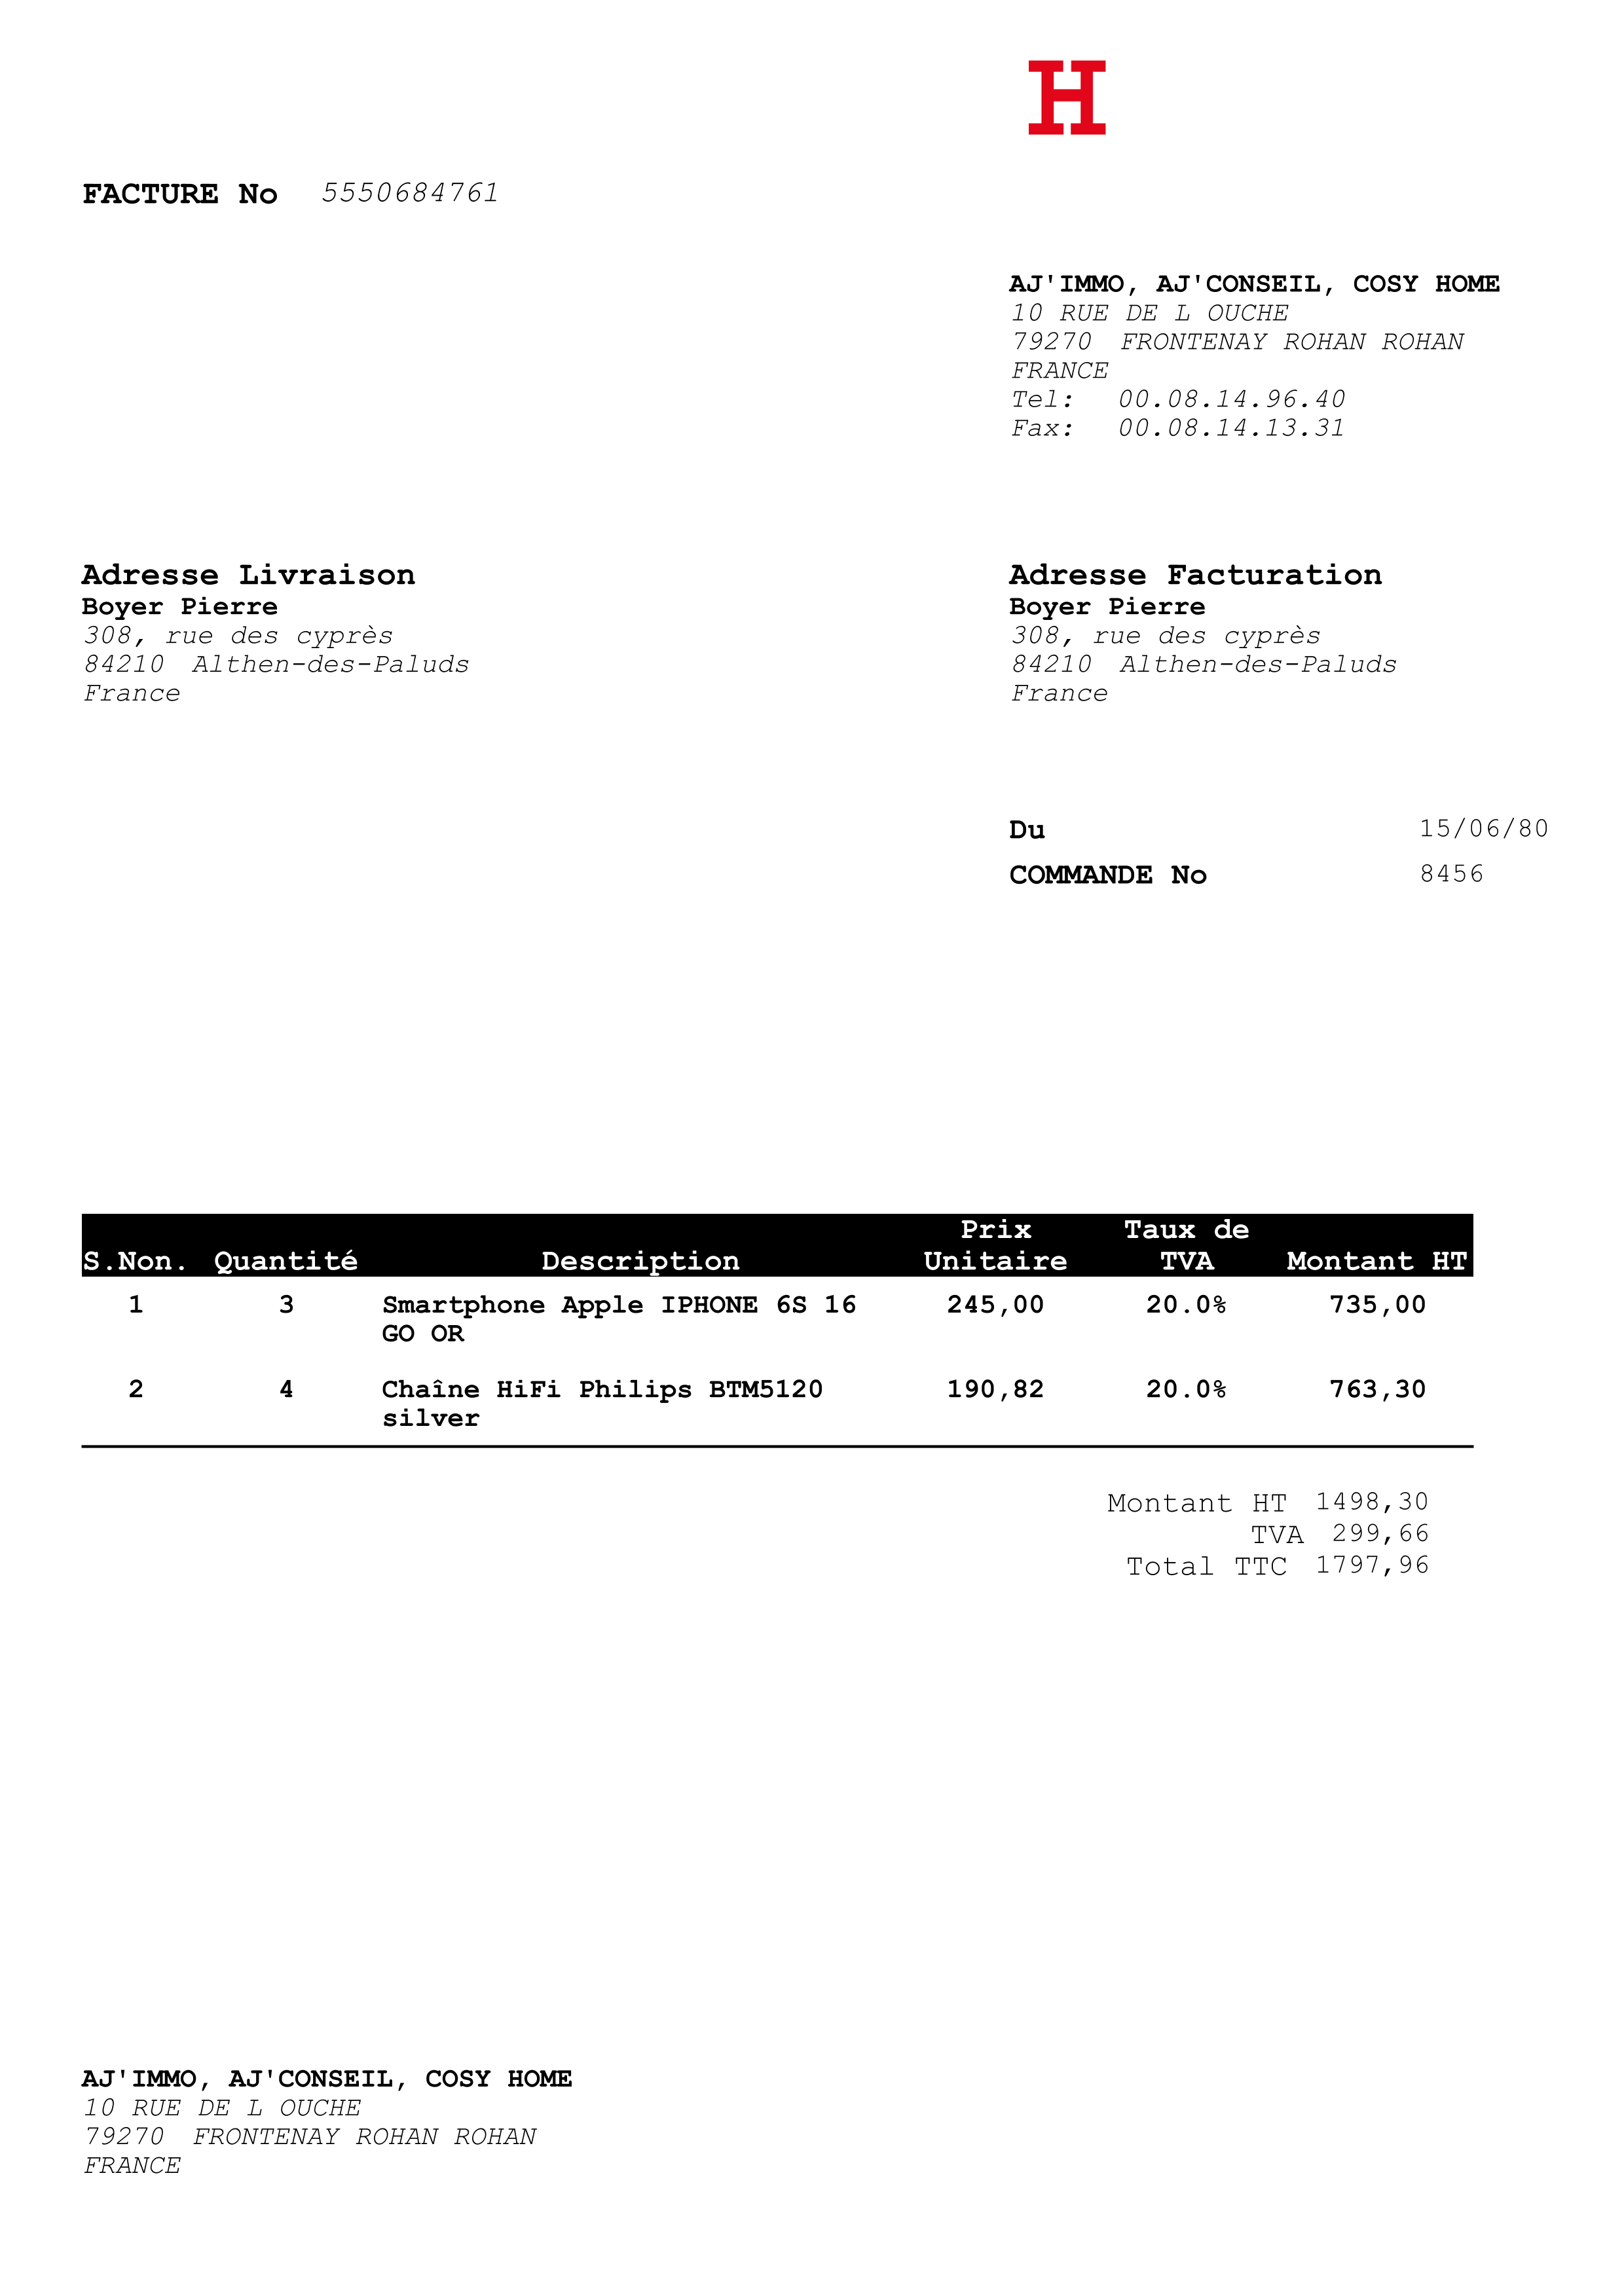 H
FACTURE No 5550684761
AJ'IMMO, AJ'CONSEIL, COSY HOME
10 RUE DE L OUCHE
79270 FRONTENAY ROHAN ROHAN
FRANCE
Tel: 00.08.14.96.40
Fax: 00.08.14.13.31
Adresse Livraison
Boyer Pierre
308, rue des cyprès
84210 Althen-des-Paluds
France
Adresse Facturation
Boyer Pierre
308, rue des cyprès
84210 Althen-des-Paluds
France
Du 15/06/80
COMMANDE No 8456
S.Non. Quantité Description Prix Unitaire Taux de TVA Montant HT
1 3 Smartphone Apple IPHONE 6S 16 245,00 20.0% 735,00
GO OR
2 4 Chaîne HiFi Philips BTM5120 190,82 20.0% 763,30
silver
Montant HT 1498,30
TVA 299,66
Total TTC 1797,96
AJ'IMMO, AJ'CONSEIL, COSY HOME
10 RUE DE L OUCHE
79270 FRONTENAY ROHAN ROHAN
FRANCE